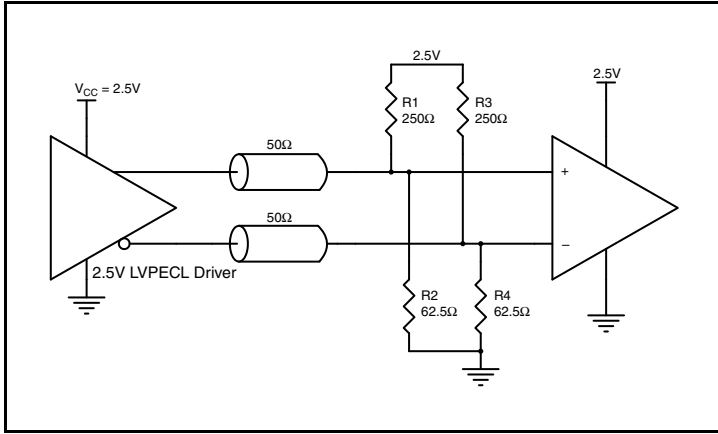 2.5V
V_CC = 2.5V
2.5V
R1
250Ω
R3
250Ω
50Ω
+
50Ω
−
2.5V LVPECL Driver
R2
62.5Ω
R4
62.5Ω